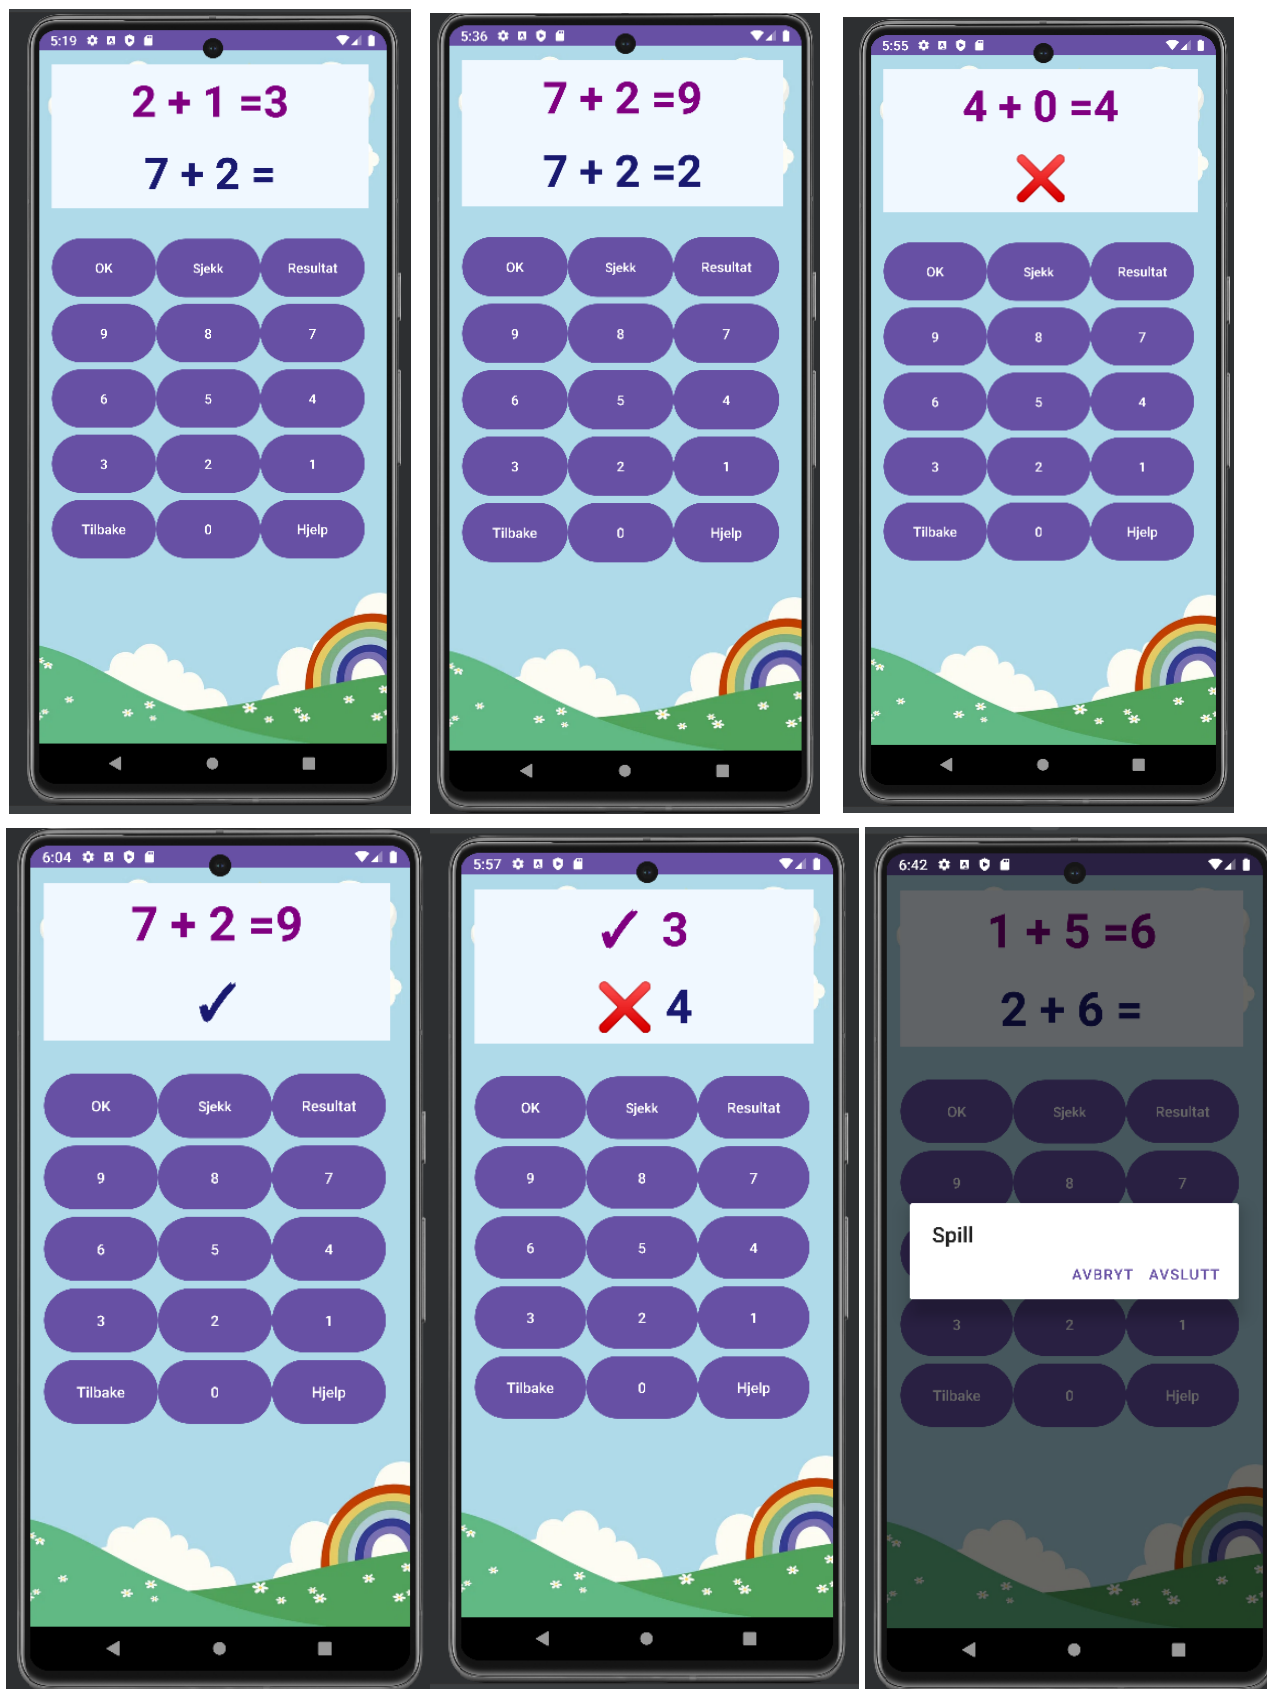 5:19
2 + 1 =3
7 + 2 =
OK Sjekk Resultat
9 8 7
6 5 4
3 2 1
Tilbake 0 Hjelp
5:36
7 + 2 =9
7 + 2 =2
OK Sjekk Resultat
9 8 7
6 5 4
3 2 1
Tilbake 0 Hjelp
5:55
4 + 0 =4
❌
OK Sjekk Resultat
9 8 7
6 5 4
3 2 1
Tilbake 0 Hjelp
6:04
7 + 2 =9
✓
OK Sjekk Resultat
9 8 7
6 5 4
3 2 1
Tilbake 0 Hjelp
5:57
✓ 3
❌ 4
OK Sjekk Resultat
9 8 7
6 5 4
3 2 1
Tilbake 0 Hjelp
6:42
1 + 5 =6
2 + 6 =
OK Sjekk Resultat
9 8 7
Spill
AVBRYT AVSLUTT
3 2 1
Tilbake 0 Hjelp